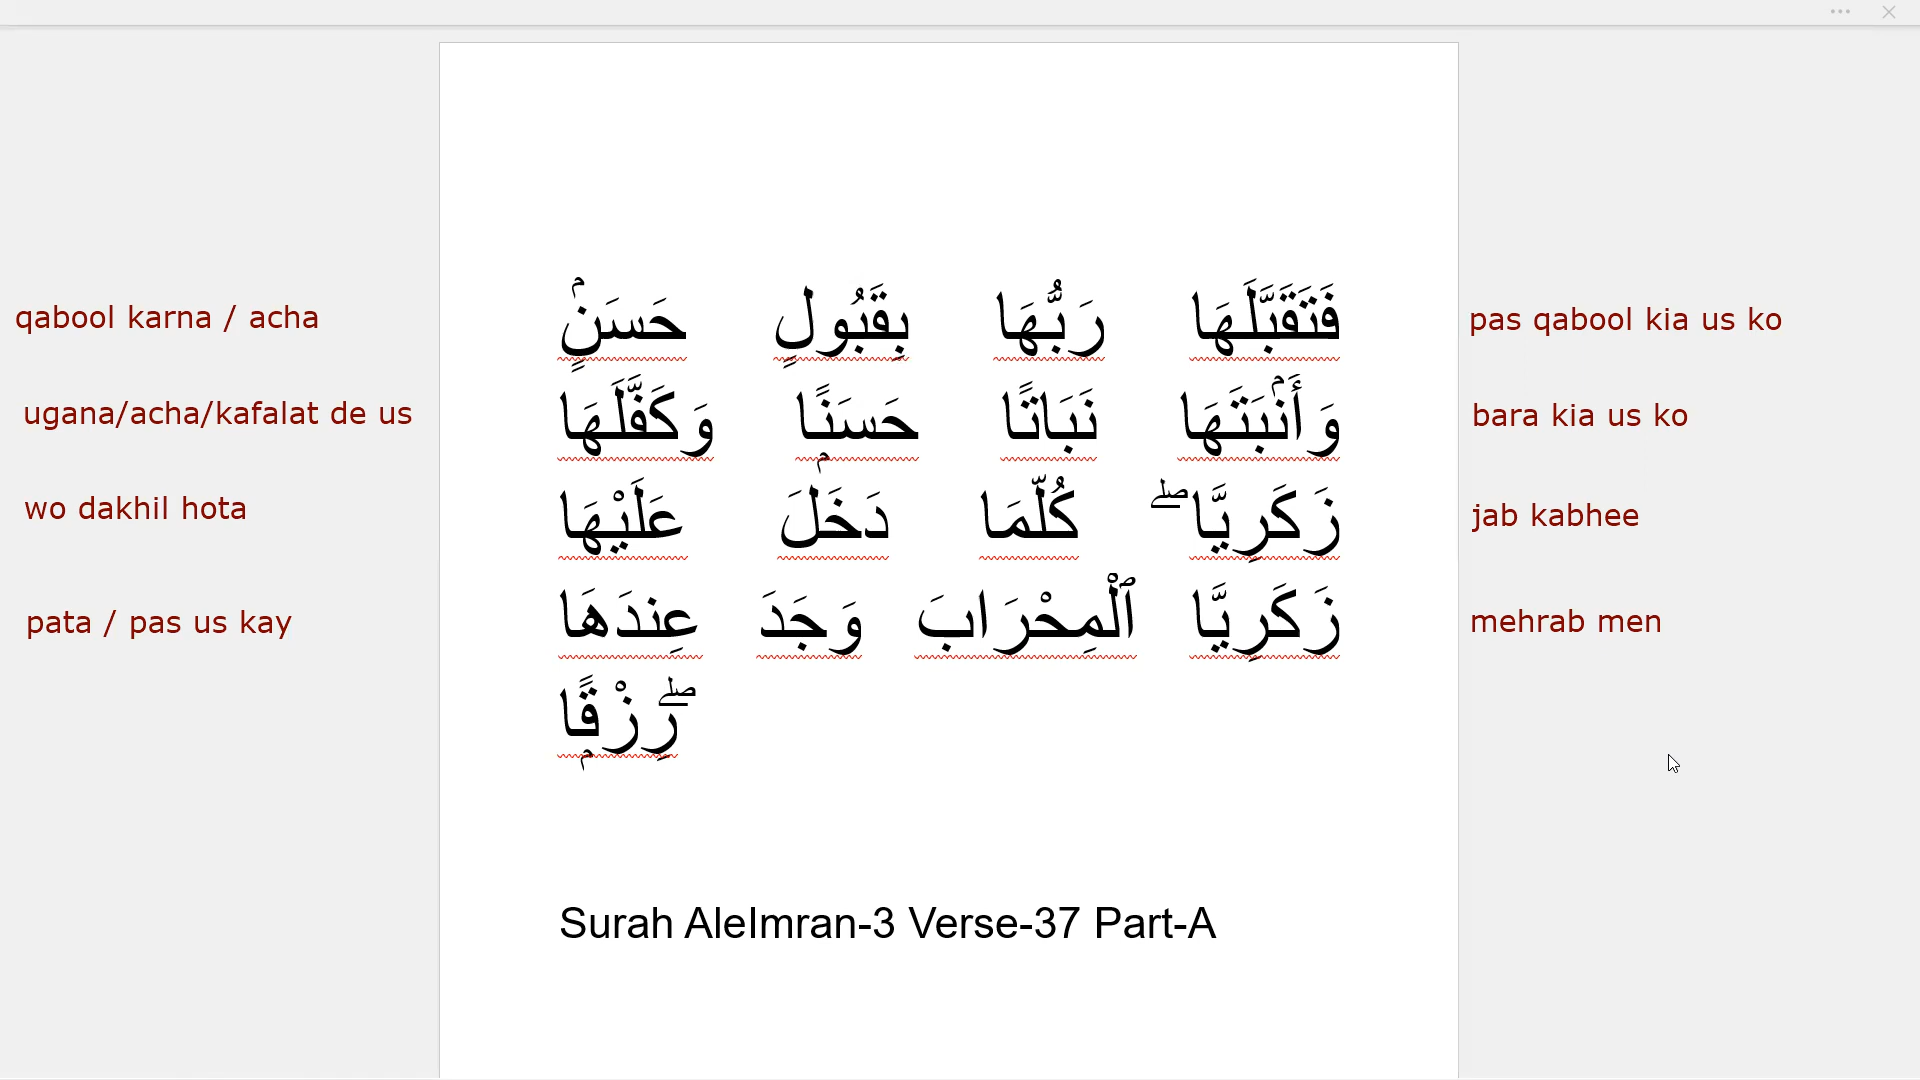 qabool karna / acha
ugana/acha/kafalat de us
wo dakhil hota
pata / pas us kay
فَتَقَبَّلَهَا رَبُّهَا بِقَبُولٍ حَسَنٍۢ
وَأَنۢبَتَهَا نَبَاتًا حَسَنًۭا وَكَفَّلَهَا
زَكَرِيَّا ۖ كُلَّمَا دَخَلَ عَلَيْهَا
زَكَرِيَّا ٱلْمِحْرَابَ وَجَدَ عِندَهَا
رِزْقًۭا ۖ
Surah AleImran-3 Verse-37 Part-A
pas qabool kia us ko
bara kia us ko
jab kabhee
mehrab men